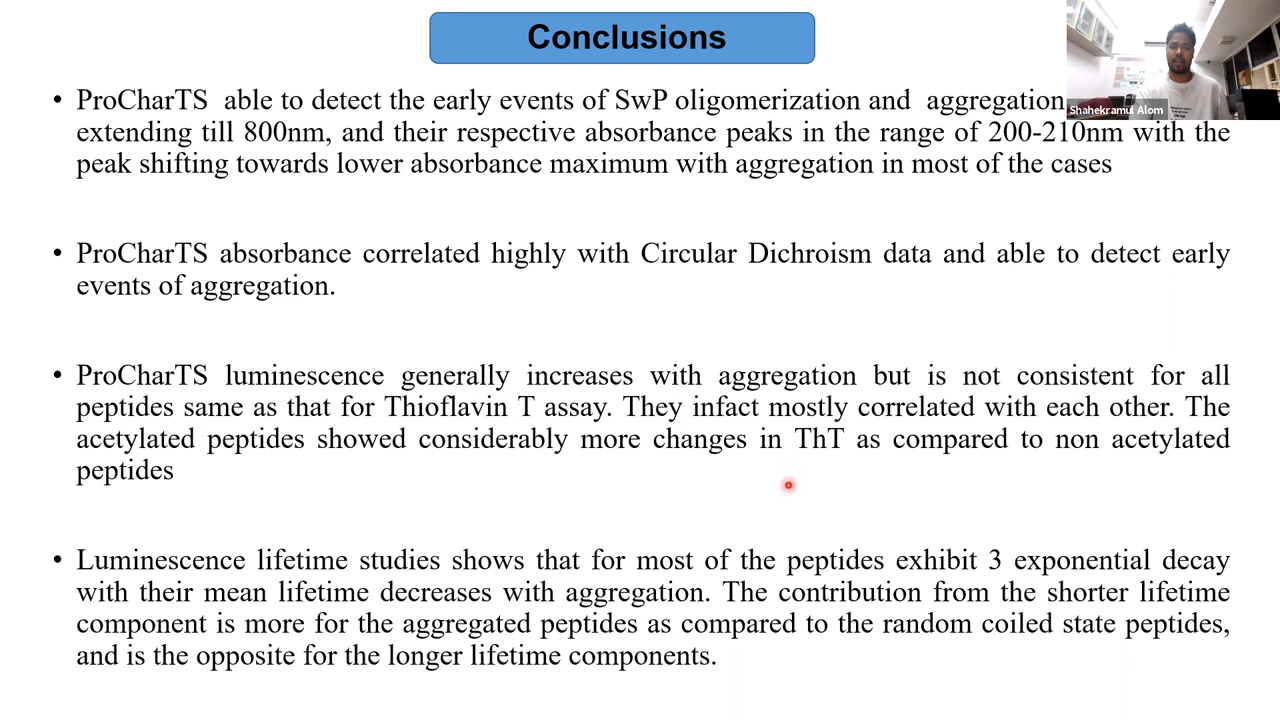 Conclusions
Shahekramul Alom
• ProCharTS able to detect the early events of SwP oligomerization and aggregation
extending till 800nm, and their respective absorbance peaks in the range of 200-210nm with the
peak shifting towards lower absorbance maximum with aggregation in most of the cases
• ProCharTS absorbance correlated highly with Circular Dichroism data and able to detect early
events of aggregation.
• ProCharTS luminescence generally increases with aggregation but is not consistent for all
peptides same as that for Thioflavin T assay. They infact mostly correlated with each other. The
acetylated peptides showed considerably more changes in ThT as compared to non acetylated
peptides
• Luminescence lifetime studies shows that for most of the peptides exhibit 3 exponential decay
with their mean lifetime decreases with aggregation. The contribution from the shorter lifetime
component is more for the aggregated peptides as compared to the random coiled state peptides,
and is the opposite for the longer lifetime components.